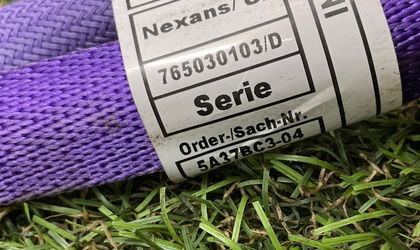 Nexans/
765030103/D
Serie
Order-/Sach-Nr.
5A37BC3-04